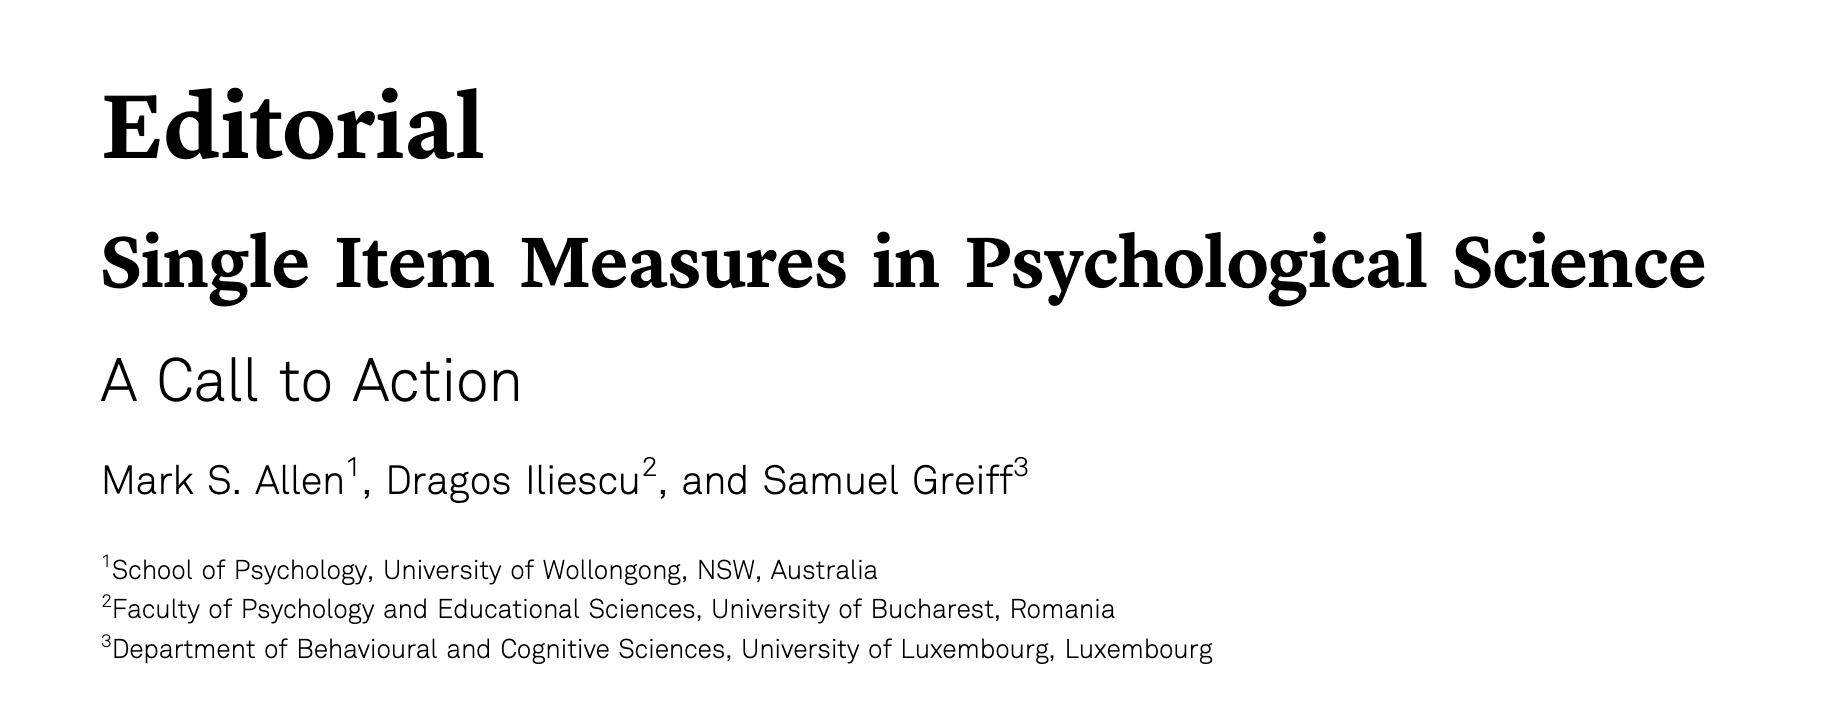 Editorial
Single Item Measures in Psychological Science
A Call to Action
Mark S. Allen¹, Dragos Iliescu², and Samuel Greiff³
¹School of Psychology, University of Wollongong, NSW, Australia
²Faculty of Psychology and Educational Sciences, University of Bucharest, Romania
³Department of Behavioural and Cognitive Sciences, University of Luxembourg, Luxembourg